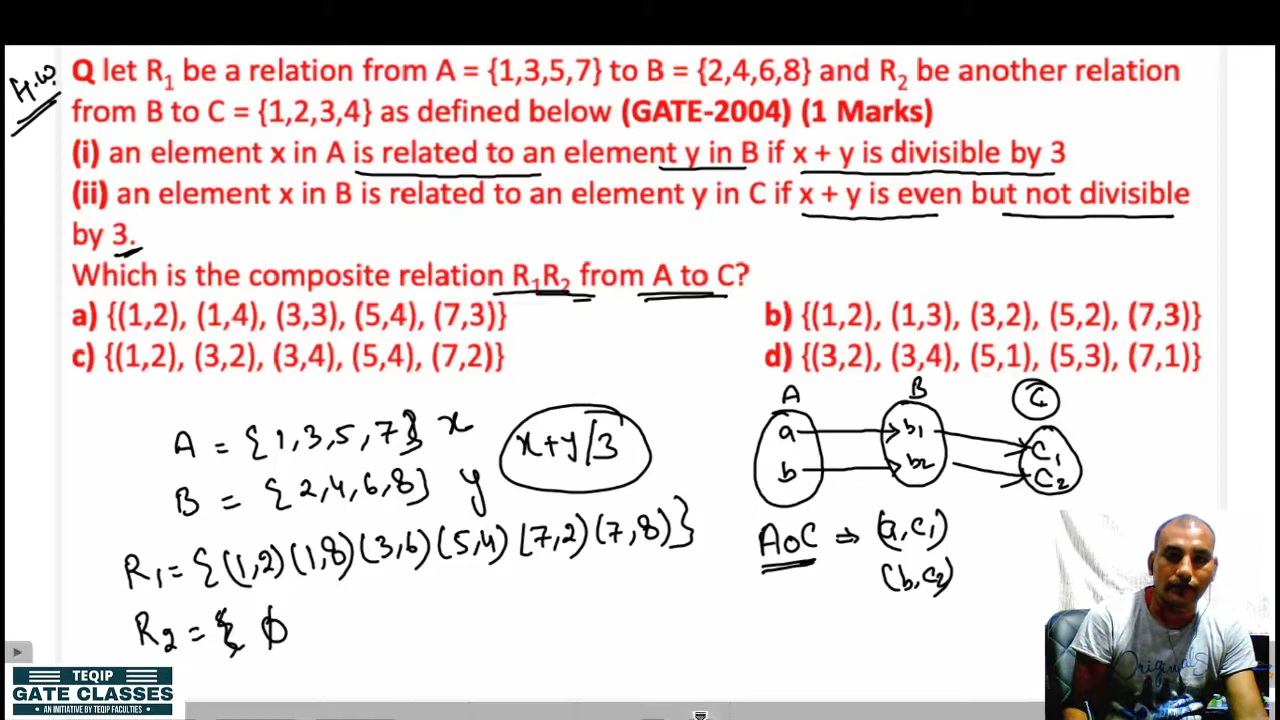 H.W
Q let R₁ be a relation from A = {1,3,5,7} to B = {2,4,6,8} and R₂ be another relation
from B to C = {1,2,3,4} as defined below (GATE-2004) (1 Marks)
(i) an element x in A is related to an element y in B if x + y is divisible by 3
(ii) an element x in B is related to an element y in C if x + y is even but not divisible
by 3.
Which is the composite relation R₁R₂ from A to C?
a) {(1,2), (1,4), (3,3), (5,4), (7,3)}
b) {(1,2), (1,3), (3,2), (5,2), (7,3)}
c) {(1,2), (3,2), (3,4), (5,4), (7,2)}
d) {(3,2), (3,4), (5,1), (5,3), (7,1)}
A = {1,3,5,7} x
B = {2,4,6,8} y
x+y/3
R₁ = {(1,2) (1,8) (3,6) (5,4) (7,2) (7,8)}
R₂ = {
A B C
a b₁ C₁
b b₂ C₂
AoC ⇒ (a,c₁)
(b,c₂)
Originals
TEQIP
GATE CLASSES
AN INITIATIVE BY TEQIP FACULTIES